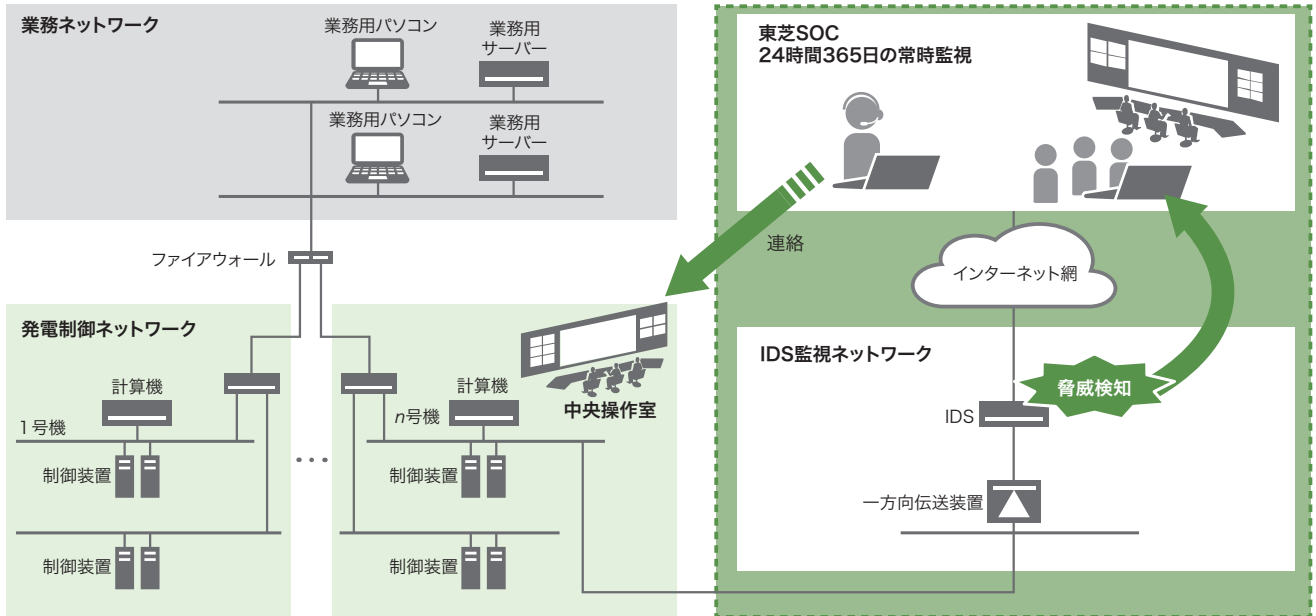 業務ネットワーク
業務用パソコン
業務用
サーバー
業務用パソコン
業務用
サーバー
ファイアウォール
発電制御ネットワーク
計算機
1号機
制御装置
制御装置
...
計算機
n号機
制御装置
制御装置
中央操作室
東芝SOC
24時間365日の常時監視
連絡
インターネット網
IDS監視ネットワーク
脅威検知
IDS
一方向伝送装置